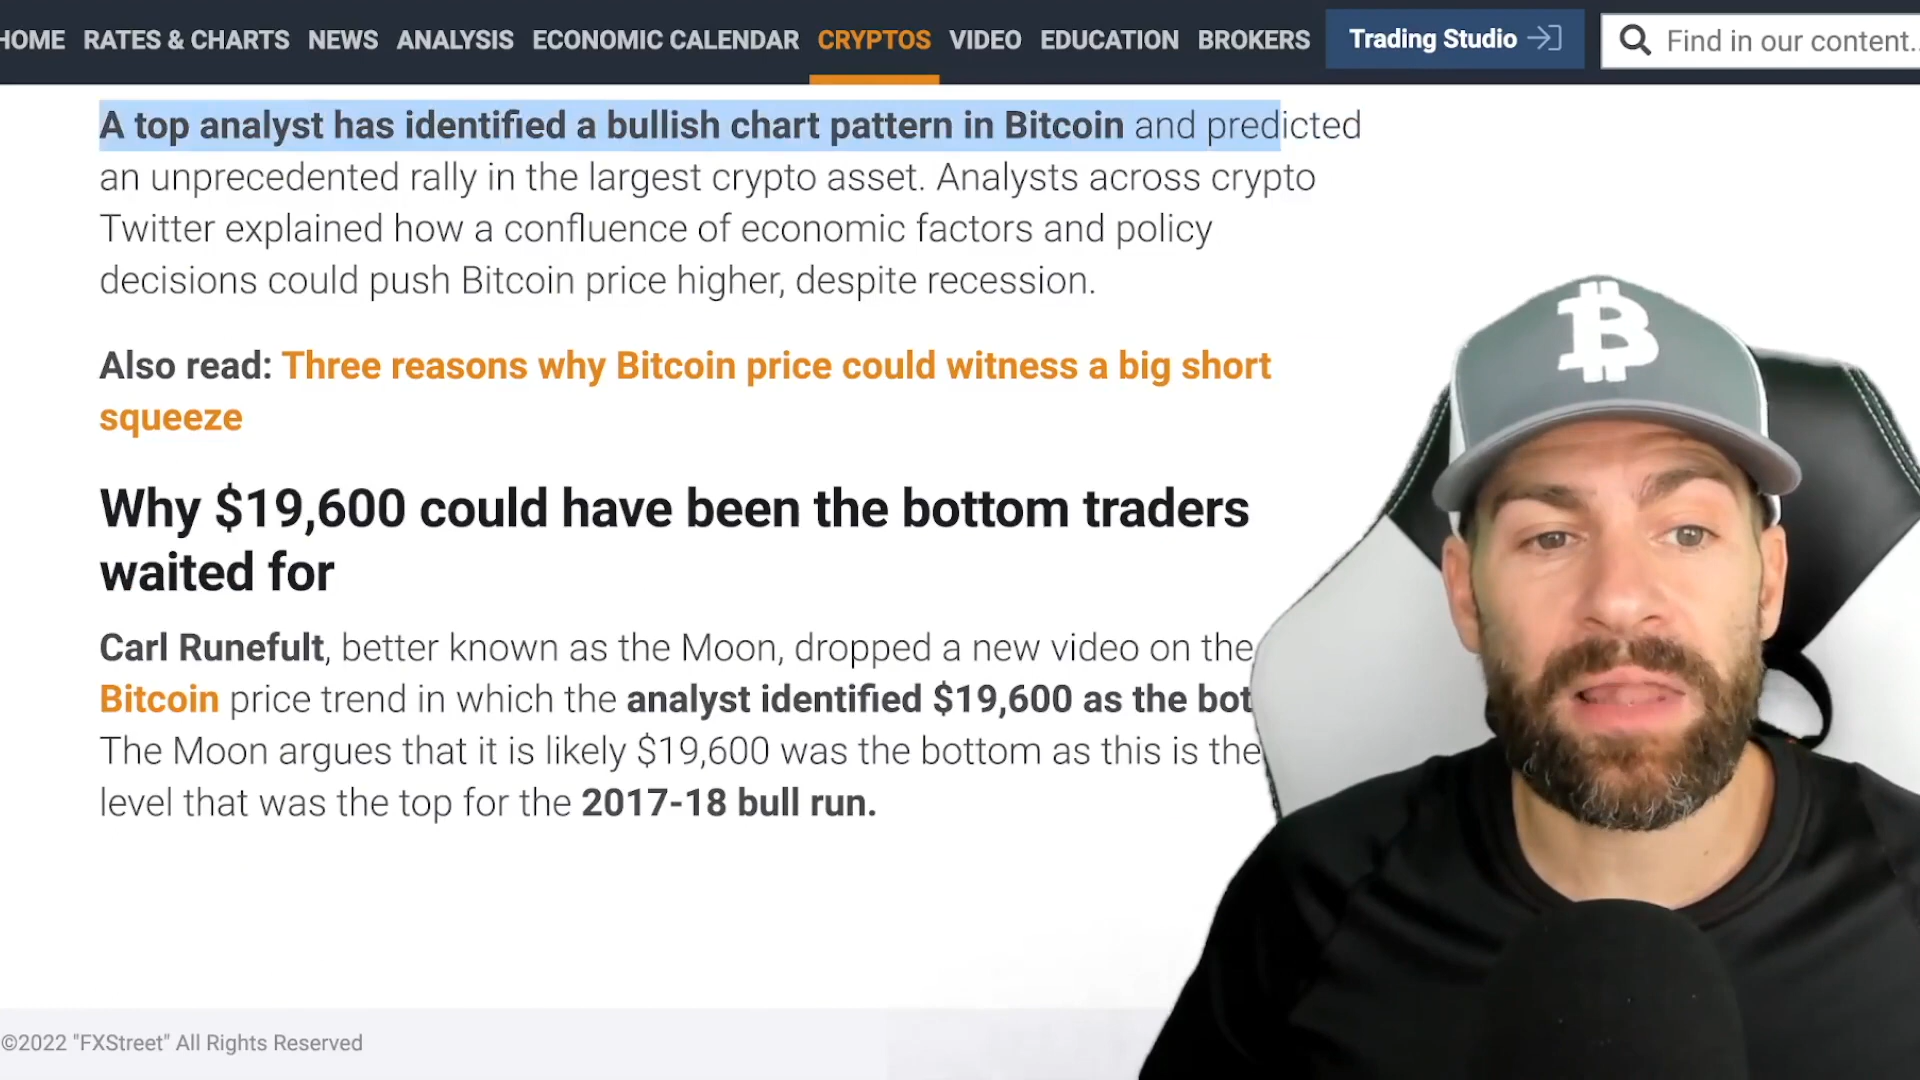 HOME RATES & CHARTS NEWS ANALYSIS ECONOMIC CALENDAR CRYPTOS VIDEO EDUCATION BROKERS Trading Studio Find in our content..
A top analyst has identified a bullish chart pattern in Bitcoin and predicted
an unprecedented rally in the largest crypto asset. Analysts across crypto
Twitter explained how a confluence of economic factors and policy
decisions could push Bitcoin price higher, despite recession.
Also read: Three reasons why Bitcoin price could witness a big short
squeeze
Why $19,600 could have been the bottom traders
waited for
Carl Runefult, better known as the Moon, dropped a new video on the
Bitcoin price trend in which the analyst identified $19,600 as the bot
The Moon argues that it is likely $19,600 was the bottom as this is the
level that was the top for the 2017-18 bull run.
©2022 "FXStreet" All Rights Reserved